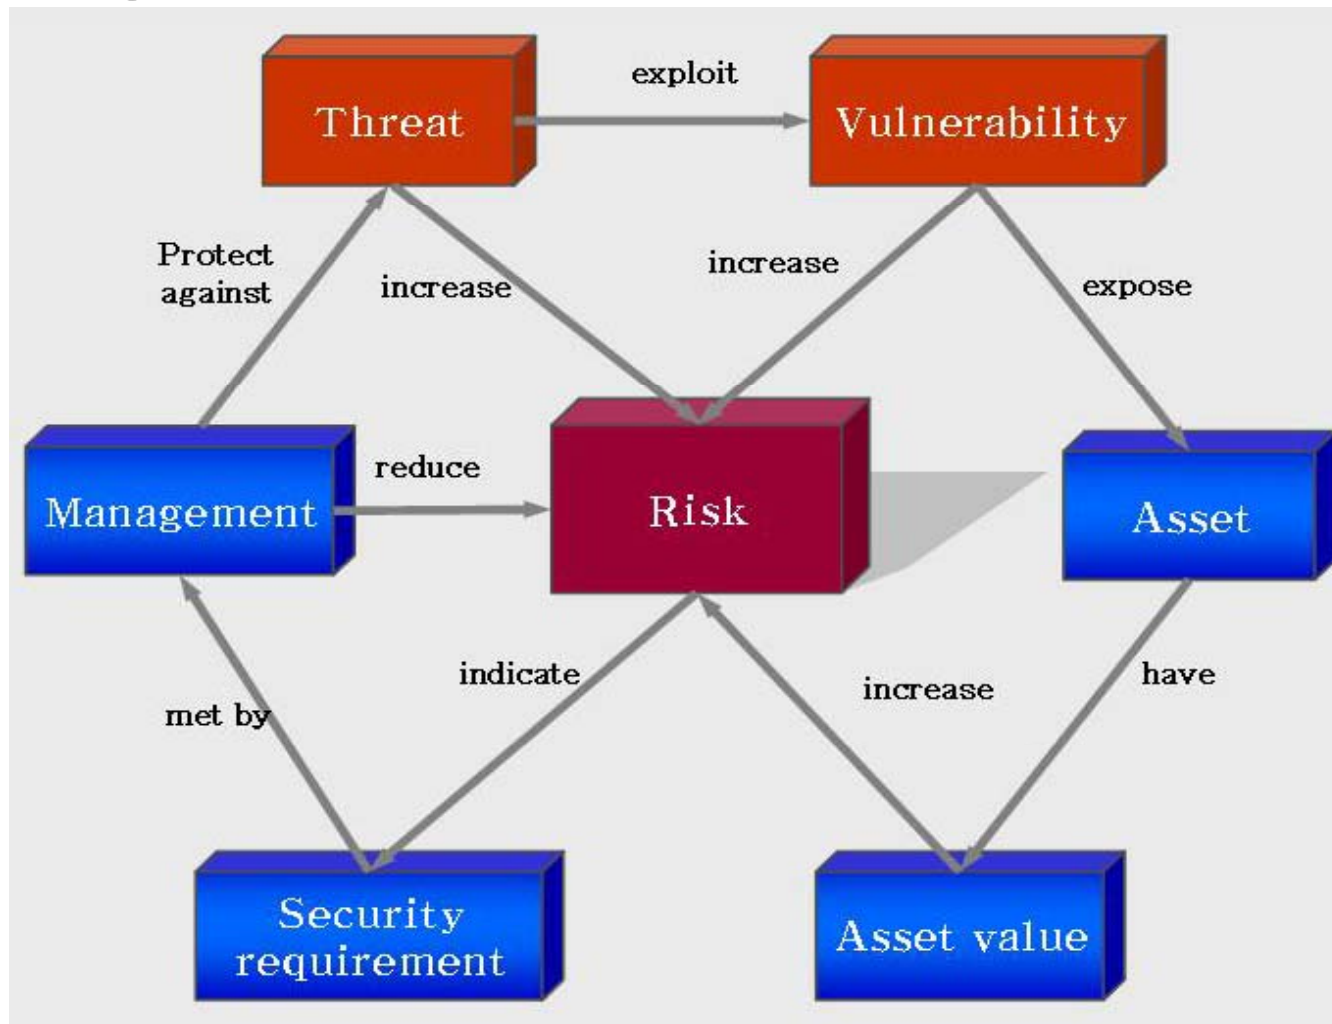 exploit
Threat
Vulnerability
Protect
against
increase
increase
expose
reduce
Management
Risk
Asset
indicate
increase
have
met by
Security
requirement
Asset value